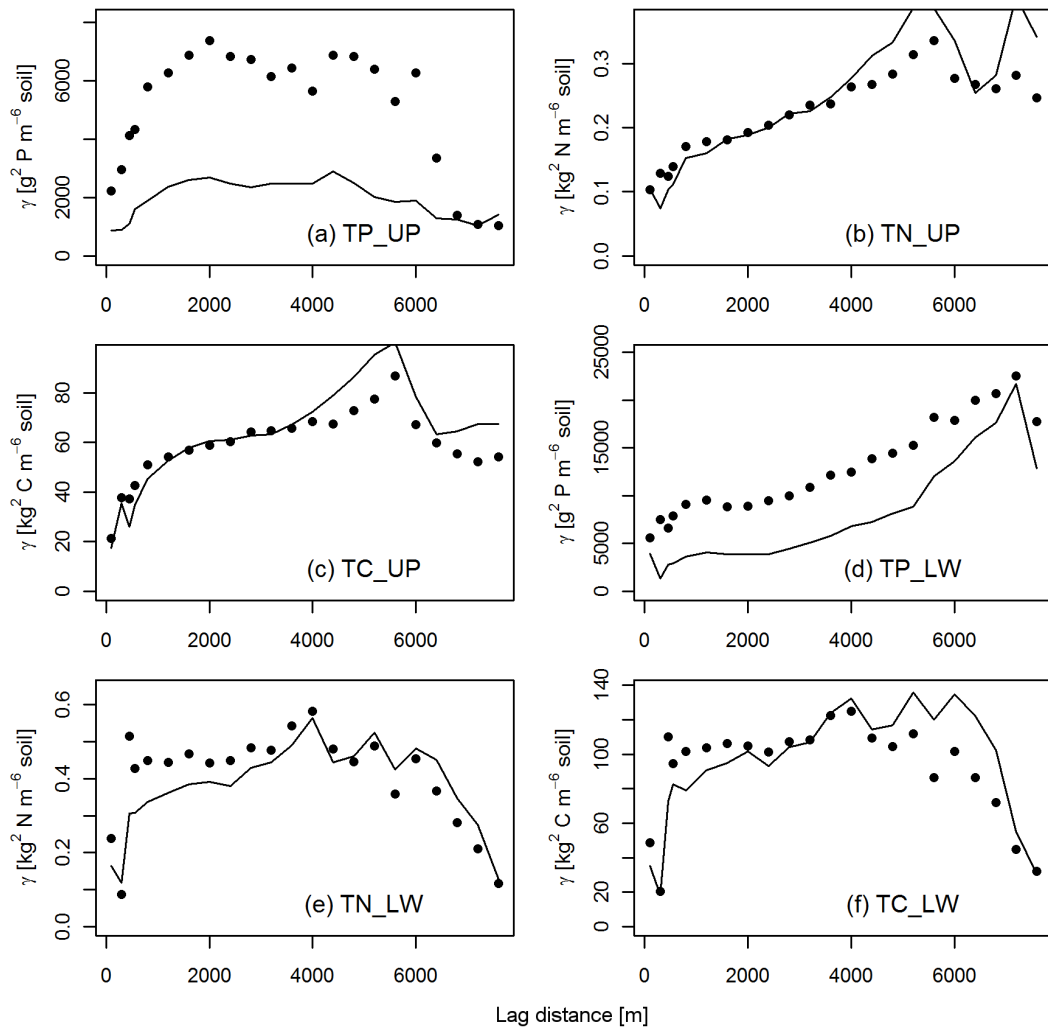 γ [g² P m⁻⁶ soil]
0 2000 6000
(a) TP_UP
0 2000 4000 6000
γ [kg² N m⁻⁶ soil]
0.0 0.1 0.2 0.3
(b) TN_UP
0 2000 4000 6000
γ [kg² C m⁻⁶ soil]
0 20 40 60 80
(c) TC_UP
0 2000 4000 6000
γ [g² P m⁻⁶ soil]
0 5000 15000 25000
(d) TP_LW
0 2000 4000 6000
γ [kg² N m⁻⁶ soil]
0.0 0.2 0.4 0.6
(e) TN_LW
0 2000 4000 6000
γ [kg² C m⁻⁶ soil]
0 20 60 100 140
(f) TC_LW
0 2000 4000 6000
Lag distance [m]